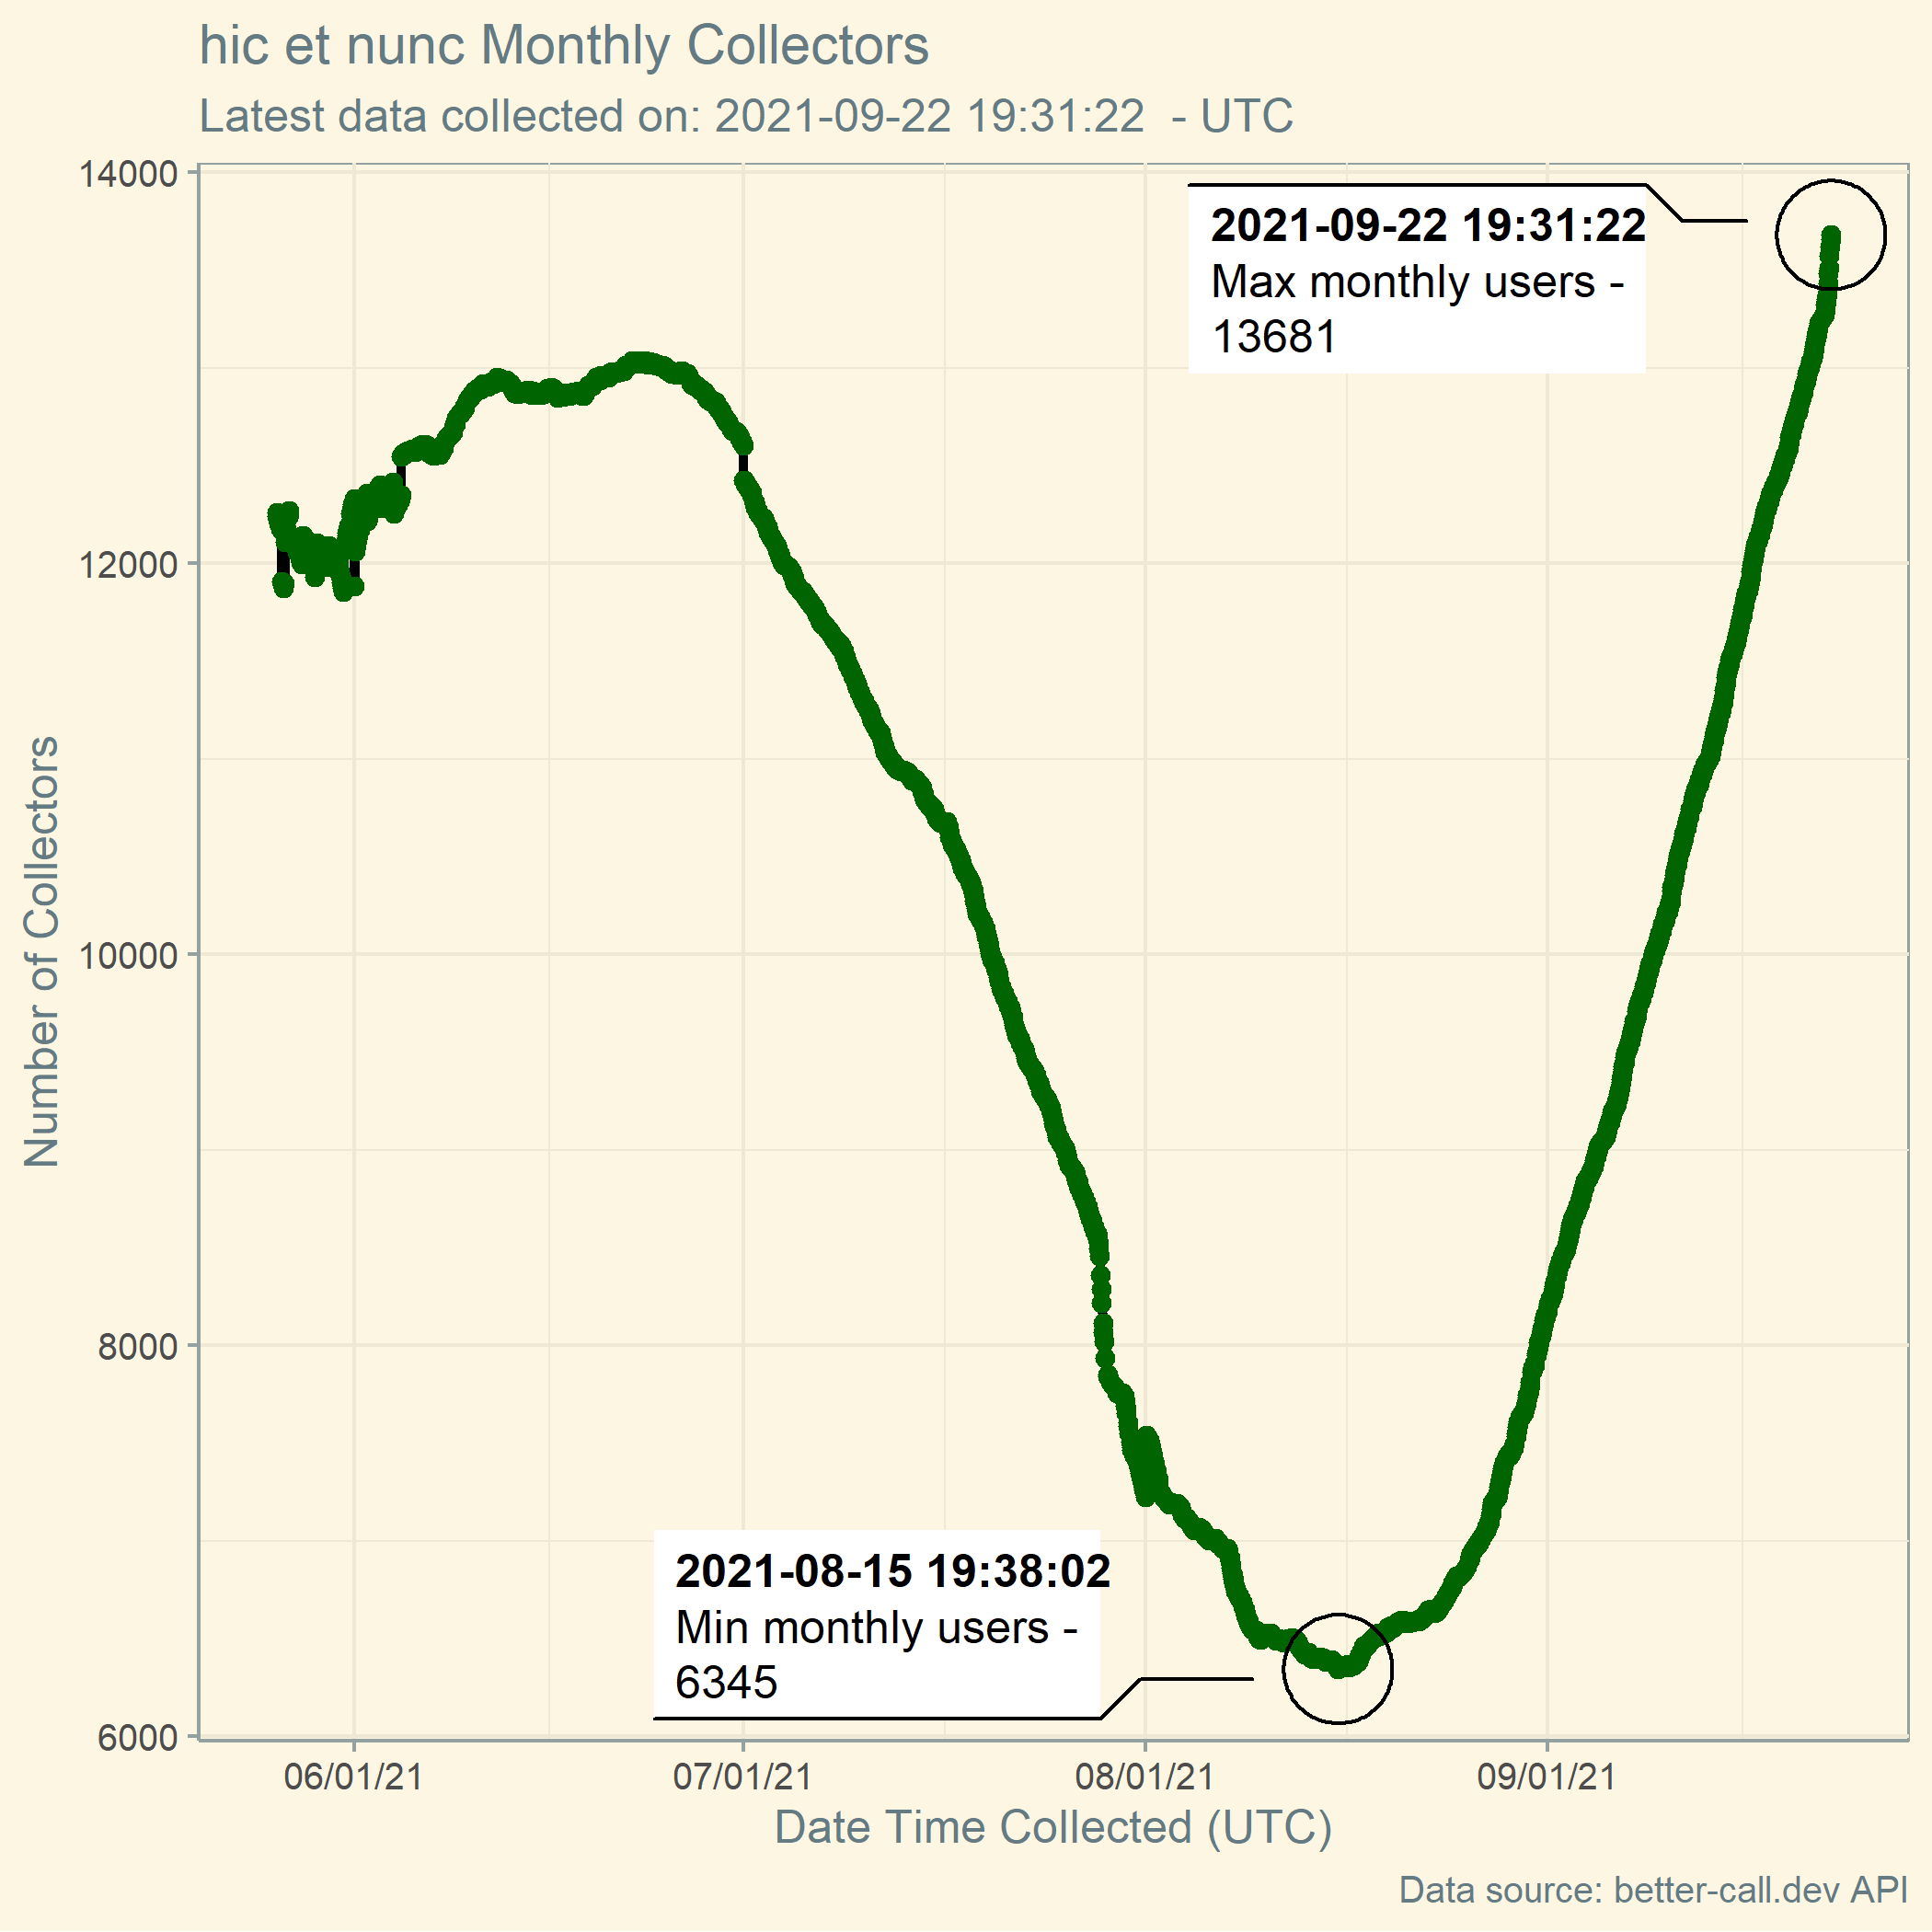 hic et nunc Monthly Collectors
Latest data collected on: 2021-09-22 19:31:22  - UTC
14000
2021-09-22 19:31:22
Max monthly users -
13681
12000
Number of Collectors
10000
8000
2021-08-15 19:38:02
Min monthly users -
6345
6000
06/01/21 07/01/21 08/01/21 09/01/21
Date Time Collected (UTC)
Data source: better-call.dev API